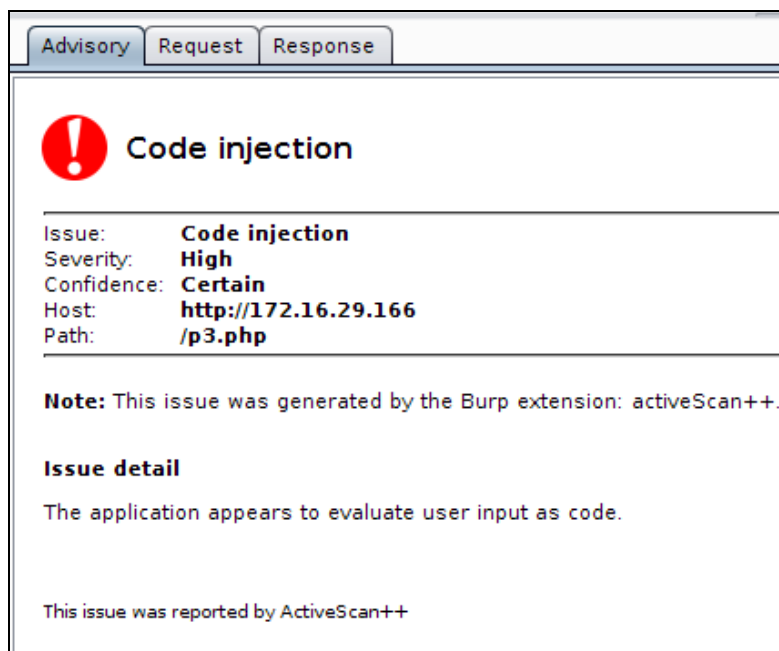 Advisory Request Response
Code injection
Issue: Code injection
Severity: High
Confidence: Certain
Host: http://172.16.29.166
Path: /p3.php
Note: This issue was generated by the Burp extension: activeScan++.
Issue detail
The application appears to evaluate user input as code.
This issue was reported by ActiveScan++